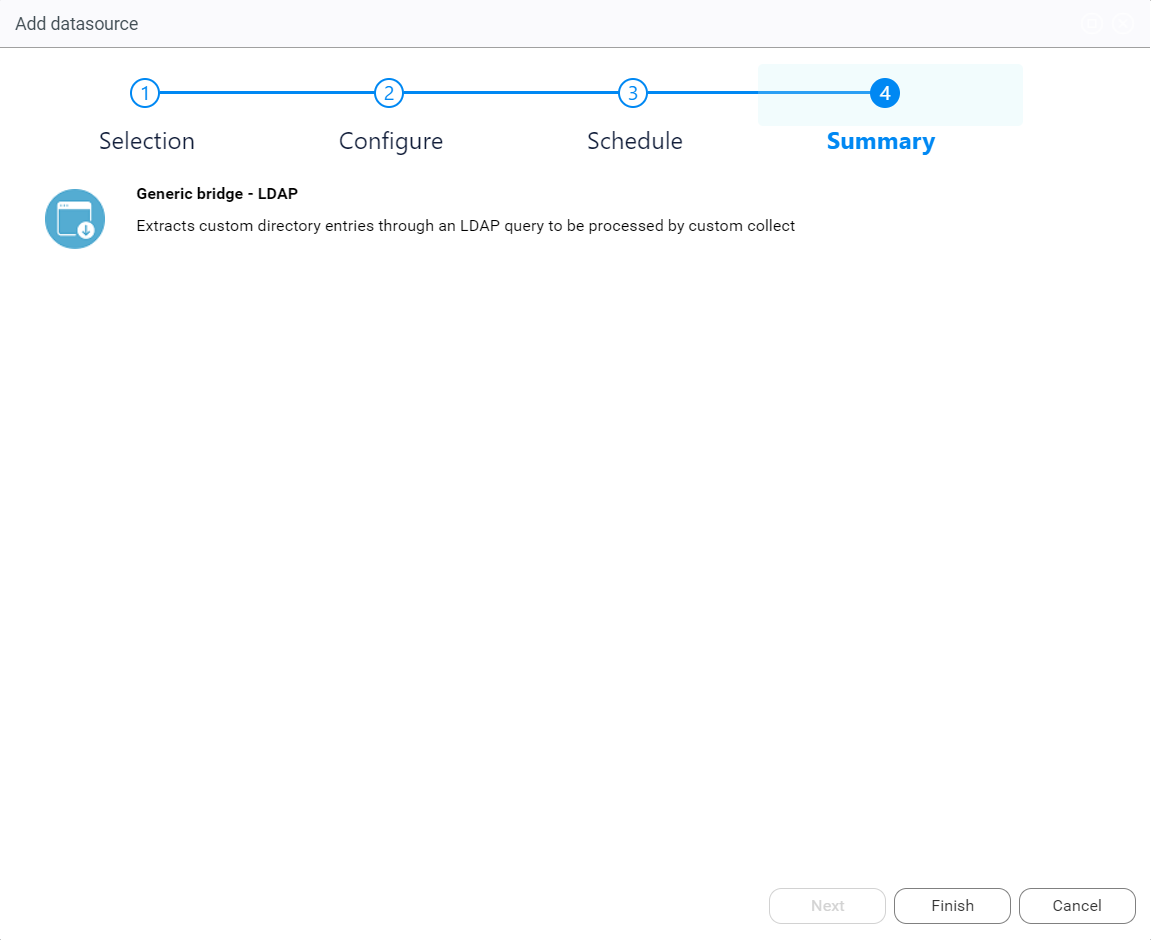 Add datasource
1 2 3 4
Selection Configure Schedule Summary
Generic bridge - LDAP
Extracts custom directory entries through an LDAP query to be processed by custom collect
Next Finish Cancel